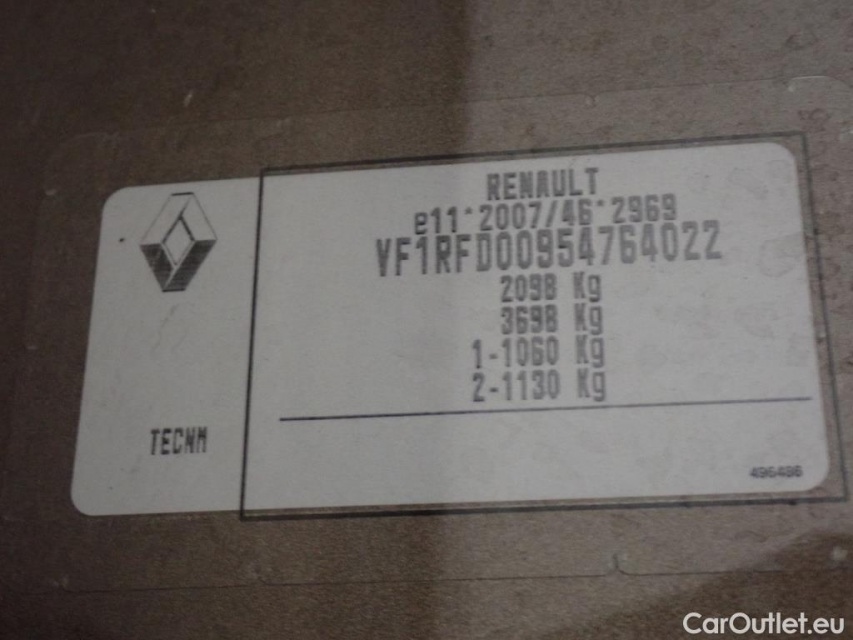 RENAULT
e11*2007/46*2969
VF1RFD00954764022
2098 Kg
3698 Kg
1-1060 Kg
2-1130 Kg
TECNM
496486
CarOutlet.eu